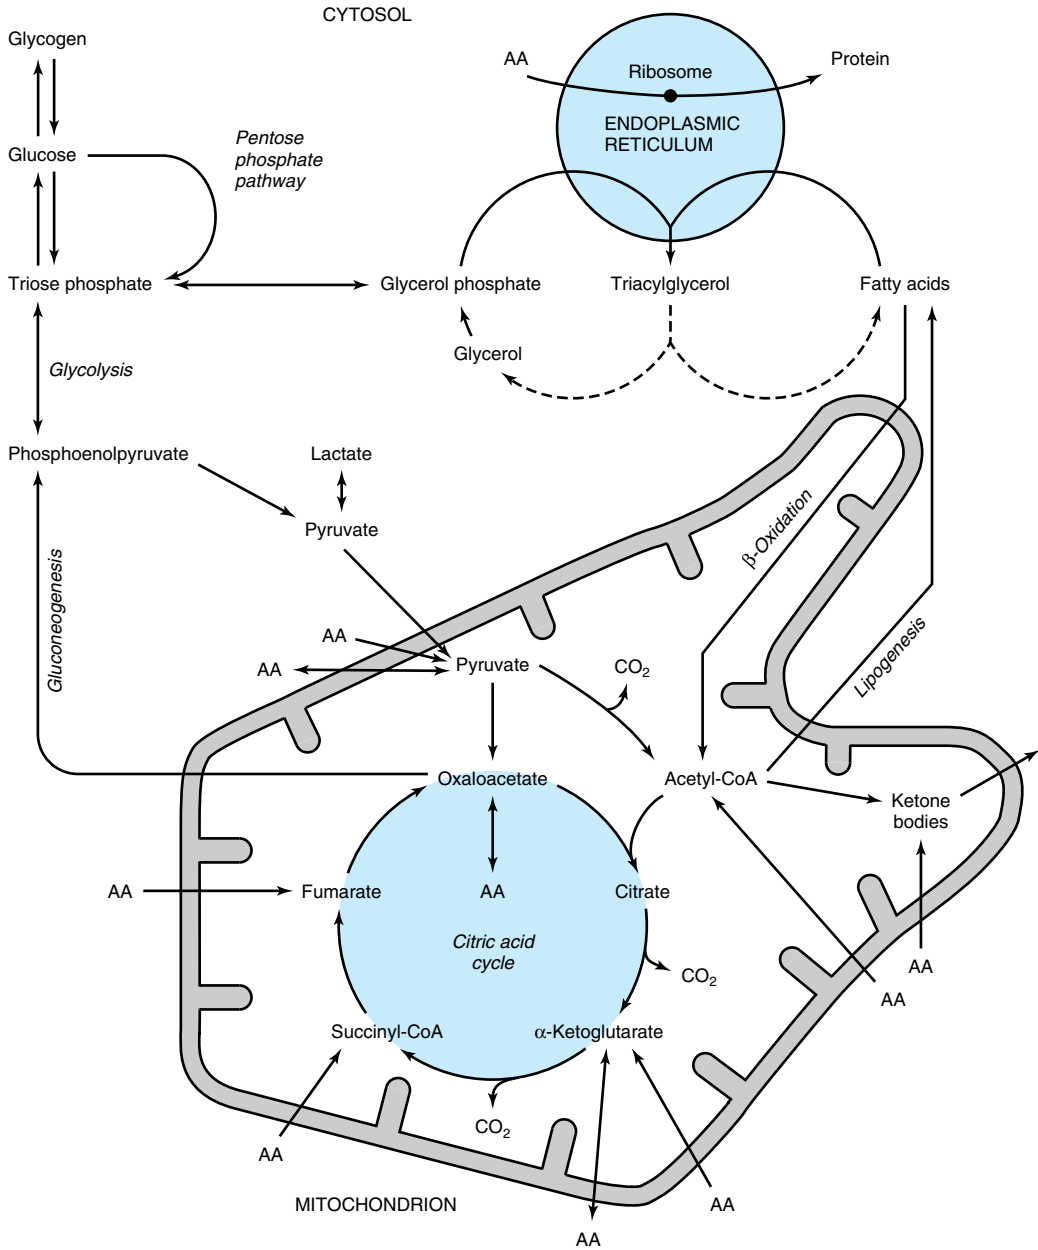 CYTOSOL
Glycogen
AA
Protein
Ribosome
ENDOPLASMIC
RETICULUM
Glucose
Pentose
phosphate
pathway
Triose phosphate
Glycerol phosphate
Triacylglycerol
Fatty acids
Glycerol
Glycolysis
Phosphoenolpyruvate
Lactate
Pyruvate
β-Oxidation
Gluconeogenesis
Lipogenesis
AA
AA
Pyruvate
CO₂
Oxaloacetate
Acetyl-CoA
Ketone
bodies
AA
Fumarate
AA
Citrate
Citric acid
cycle
CO₂
AA
AA
Succinyl-CoA
α-Ketoglutarate
CO₂
AA
MITOCHONDRION
AA
AA